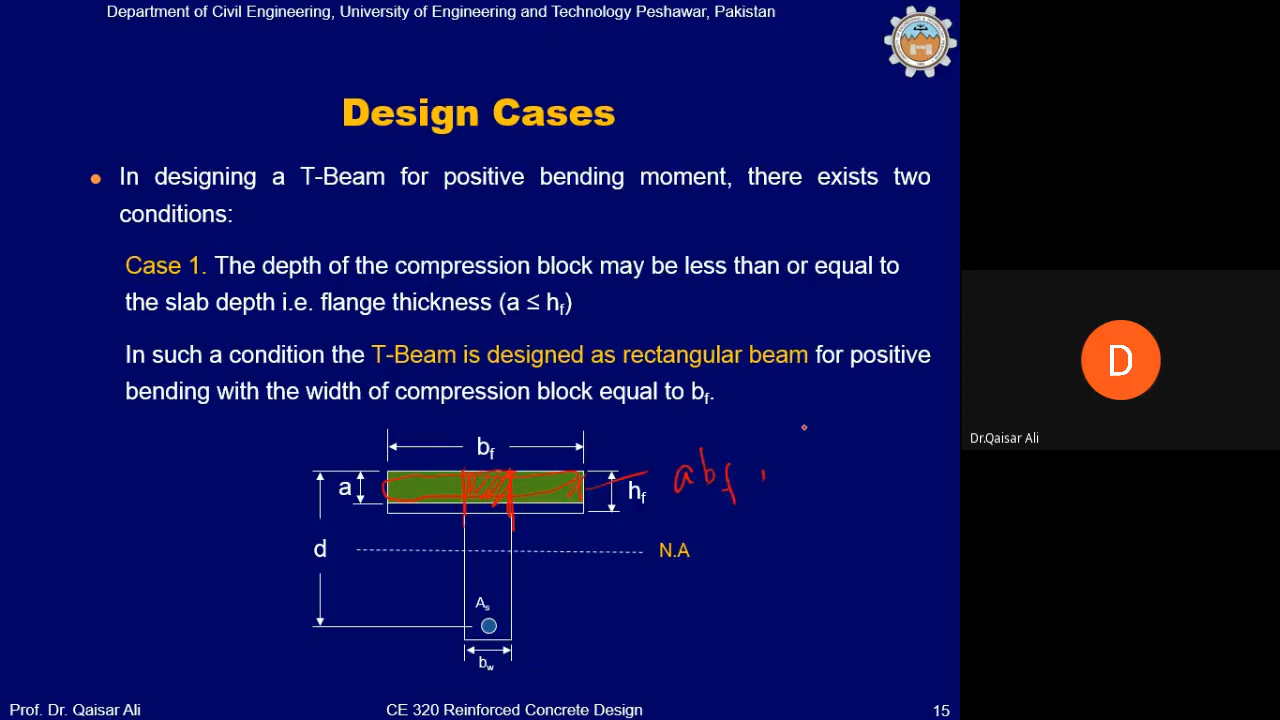 Department of Civil Engineering, University of Engineering and Technology Peshawar, Pakistan
Design Cases
In designing a T-Beam for positive bending moment, there exists two
conditions:
Case 1. The depth of the compression block may be less than or equal to
the slab depth i.e. flange thickness (a ≤ hf)
In such a condition the T-Beam is designed as rectangular beam for positive
bending with the width of compression block equal to bf.
bf
a
hf
abf
d
N.A
As
bw
Prof. Dr. Qaisar Ali
CE 320 Reinforced Concrete Design
15
D
Dr.Qaisar Ali